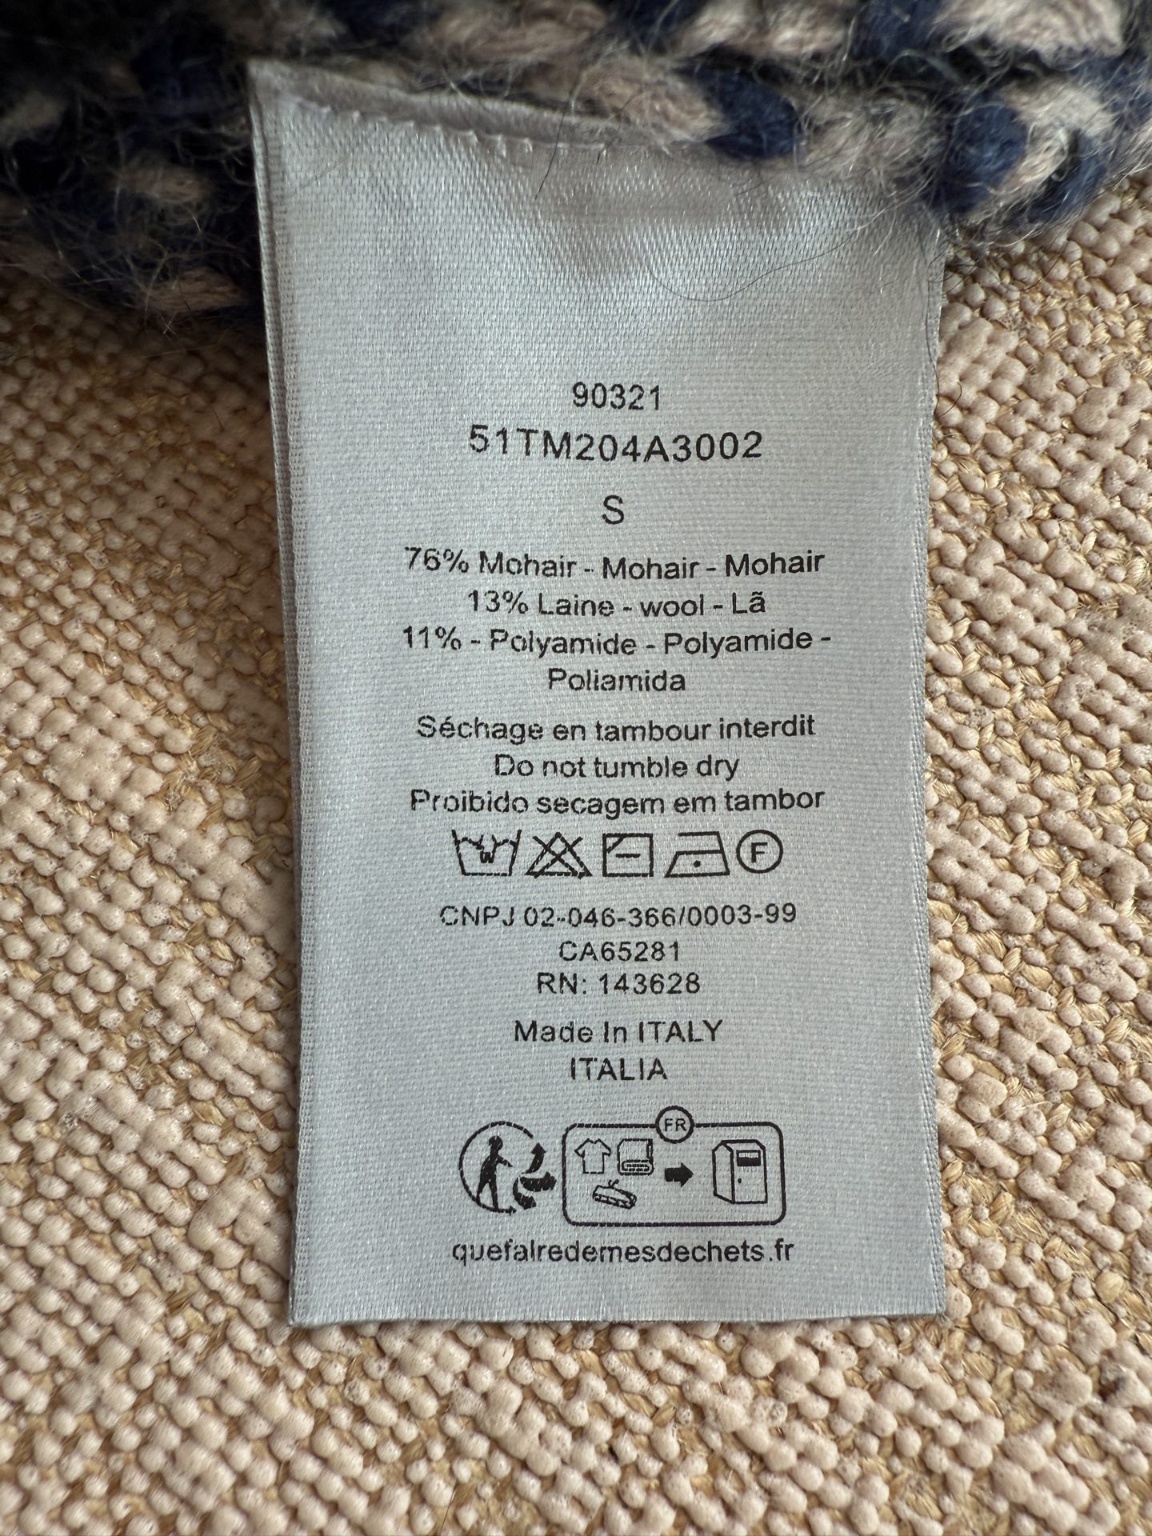 90321
51TM204A3002
S
76% Mohair - Mohair - Mohair
13% Laine - wool - Lã
11% - Polyamide - Polyamide -
Poliamida
Séchage en tambour interdit
Do not tumble dry
Proibido secagem em tambor
W F
CNPJ 02-046-366/0003-99
CA65281
RN: 143628
Made In ITALY
ITALIA
FR
quefairedemesdechets.fr